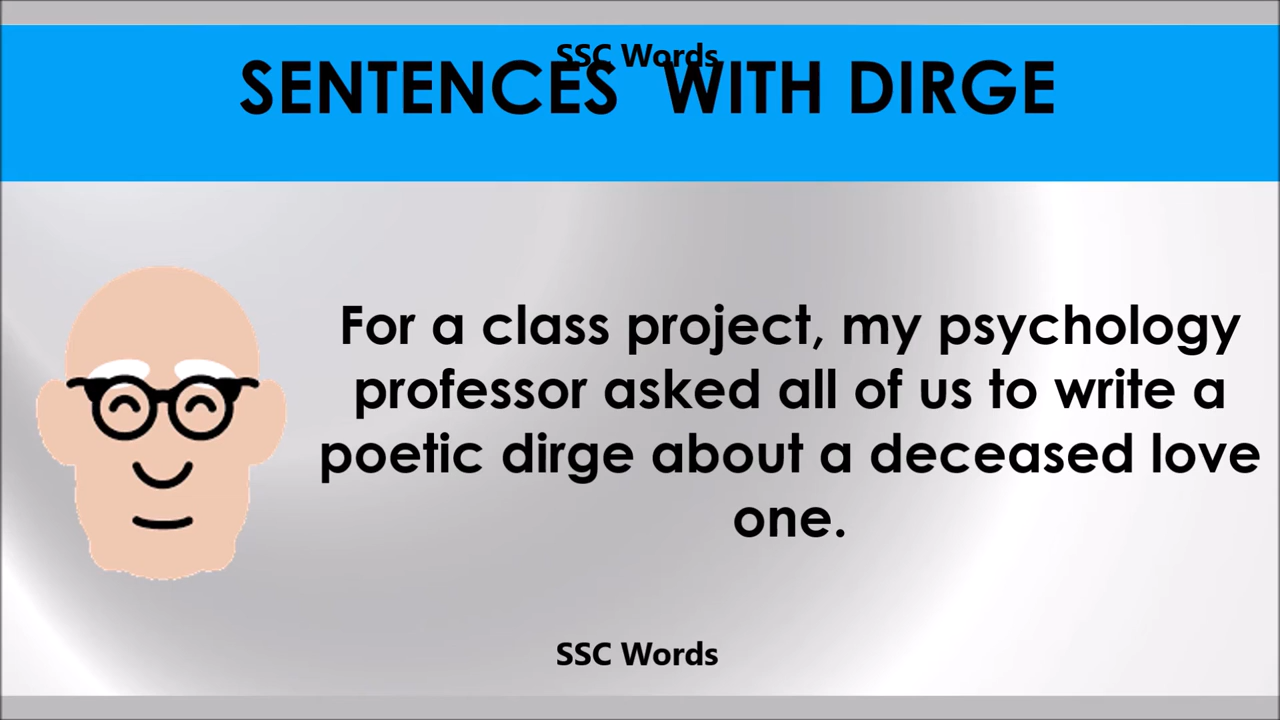 SSC Words
SENTENCES WITH DIRGE
For a class project, my psychology
professor asked all of us to write a
poetic dirge about a deceased love
one.
SSC Words